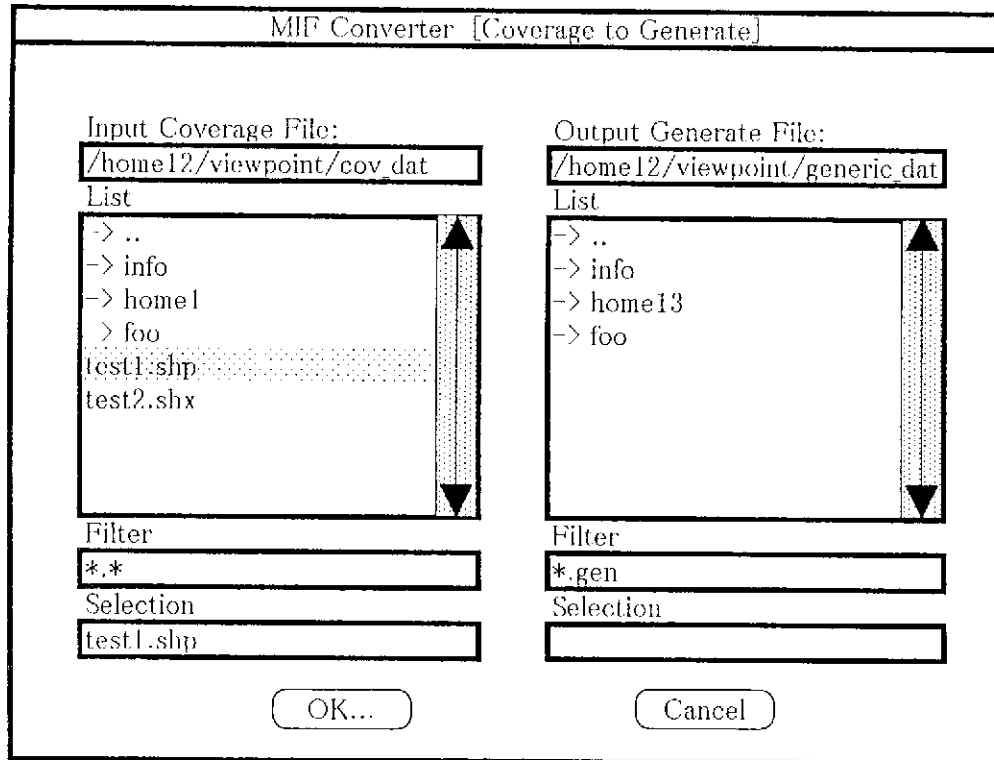 MIF Converter [Coverage to Generate]
Input Coverage File:
/home12/viewpoint/cov_dat
List
-> ..
-> info
-> home1
> foo
test1.shp
test2.shx
Filter
*.*
Selection
test1.shp
Output Generate File:
/home12/viewpoint/generic_dat
List
-> ..
-> info
-> home13
-> foo
Filter
*.gen
Selection
OK...
Cancel